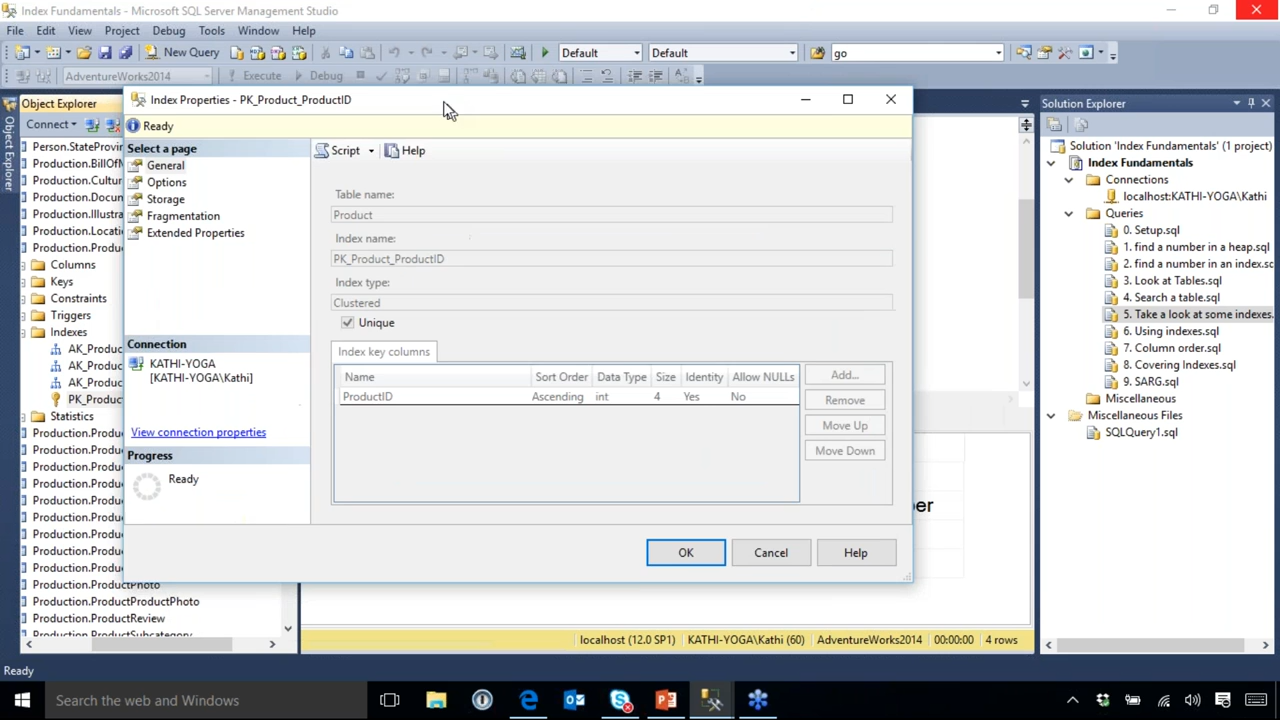 Index Fundamentals - Microsoft SQL Server Management Studio
File Edit View Project Debug Tools Window Help
New Query Default Default go
AdventureWorks2014 Execute Debug
Object Explorer
Object Explorer
Connect
Person.StateProvi
Production.BillOfM
Production.Cultur
Production.Docum
Production.Illustra
Production.Locati
Production.Produ
Columns
Keys
Constraints
Triggers
Indexes
AK_Produc
AK_Produc
AK_Produc
PK_Produc
Statistics
Production.Produ
Production.Produ
Production.Produ
Production.Produ
Production.Produ
Production.Produ
Production.Produ
Production.Produ
Production.Produ
Production.ProductPhoto
Production.ProductProductPhoto
Production.ProductReview
Production.ProductSubcategory
Index Properties - PK_Product_ProductID
Ready
Select a page
General
Options
Storage
Fragmentation
Extended Properties
Connection
KATHI-YOGA
[KATHI-YOGA\Kathi]
View connection properties
Progress
Ready
Script Help
Table name:
Product
Index name:
PK_Product_ProductID
Index type:
Clustered
Unique
Index key columns
Name Sort Order Data Type Size Identity Allow NULLs
ProductID Ascending int 4 Yes No
Add...
Remove
Move Up
Move Down
OK Cancel Help
er
localhost (12.0 SP1) KATHI-YOGA\Kathi (60) AdventureWorks2014 00:00:00 4 rows
Solution Explorer
Solution 'Index Fundamentals' (1 project)
Index Fundamentals
Connections
localhost:KATHI-YOGA\Kathi
Queries
0. Setup.sql
1. find a number in a heap.sql
2. find a number in an index.sc
3. Look at Tables.sql
4. Search a table.sql
5. Take a look at some indexes.
6. Using indexes.sql
7. Column order.sql
8. Covering Indexes.sql
9. SARG.sql
Miscellaneous
Miscellaneous Files
SQLQuery1.sql
Ready
Search the web and Windows